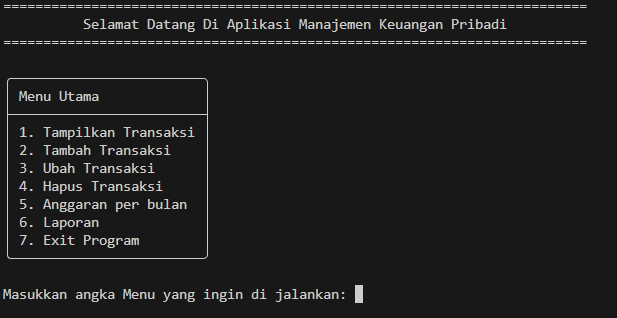 =========================================================================
Selamat Datang Di Aplikasi Manajemen Keuangan Pribadi
=========================================================================
Menu Utama
1. Tampilkan Transaksi
2. Tambah Transaksi
3. Ubah Transaksi
4. Hapus Transaksi
5. Anggaran per bulan
6. Laporan
7. Exit Program
Masukkan angka Menu yang ingin di jalankan: